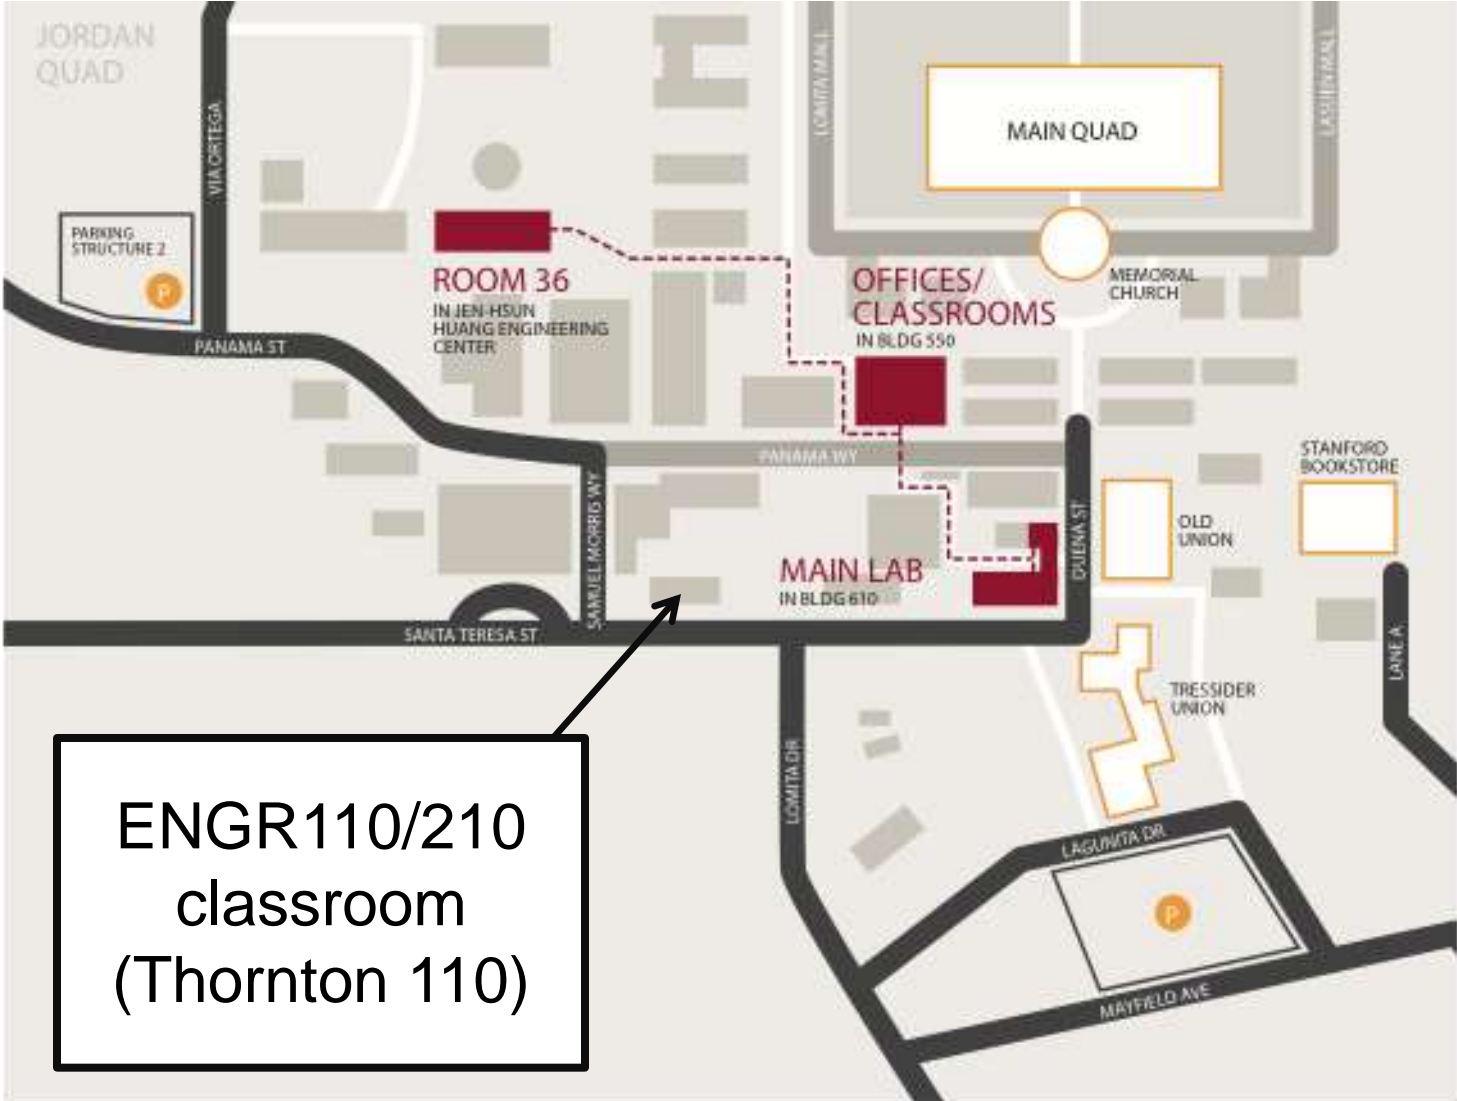 JORDAN
QUAD
VIA ORTEGA
LOMITA MALL
LASUEN MALL
MAIN QUAD
PARKING
STRUCTURE 2
P
ROOM 36
IN JEN-HSUN
HUANG ENGINEERING
CENTER
OFFICES/
CLASSROOMS
IN BLDG 550
MEMORIAL
CHURCH
PANAMA ST
PANAMA WY
STANFORD
BOOKSTORE
SAMUEL MORRIS WY
DUENA ST
OLD
UNION
MAIN LAB
IN BLDG 610
SANTA TERESA ST
LANE A
TRESSIDER
UNION
LOMITA DR
ENGR110/210
classroom
(Thornton 110)
LAGUNITA DR
P
MAYFIELD AVE